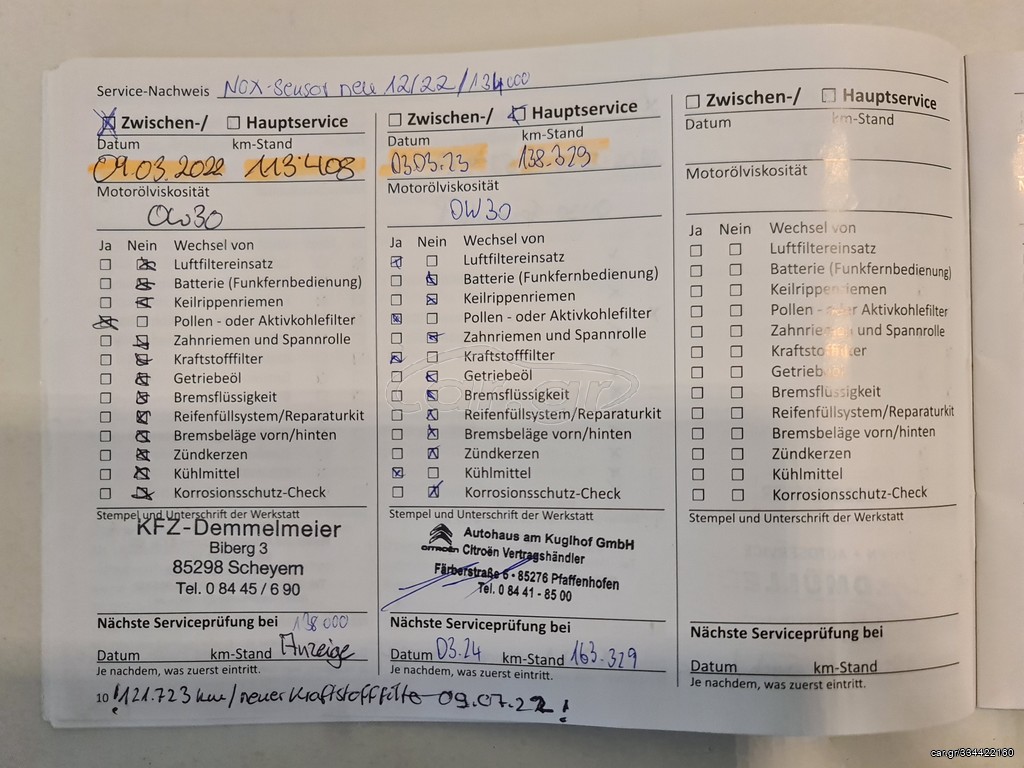 Service-Nachweis NOX-Sensor neu 12/22/134000
☒ Zwischen-/ ☐ Hauptservice
Datum km-Stand
09.03.2022 113.408
Motorölviskosität
0W30
Ja Nein Wechsel von
☐ ☒ Luftfiltereinsatz
☐ ☒ Batterie (Funkfernbedienung)
☐ ☒ Keilrippenriemen
☒ ☐ Pollen - oder Aktivkohlefilter
☐ ☒ Zahnriemen und Spannrolle
☐ ☒ Kraftstofffilter
☐ ☒ Getriebeöl
☐ ☒ Bremsflüssigkeit
☐ ☒ Reifenfüllsystem/Reparaturkit
☐ ☒ Bremsbeläge vorn/hinten
☐ ☒ Zündkerzen
☐ ☒ Kühlmittel
☐ ☒ Korrosionsschutz-Check
Stempel und Unterschrift der Werkstatt
KFZ-Demmelmeier
Biberg 3
85298 Scheyern
Tel. 0 84 45 / 6 90
Nächste Serviceprüfung bei 138000
Datum km-Stand Anzeige
Je nachdem, was zuerst eintritt.
☐ Zwischen-/ ☒ Hauptservice
Datum km-Stand
03.03.23 138.329
Motorölviskosität
0W30
Ja Nein Wechsel von
☒ ☐ Luftfiltereinsatz
☐ ☒ Batterie (Funkfernbedienung)
☐ ☒ Keilrippenriemen
☒ ☐ Pollen - oder Aktivkohlefilter
☐ ☒ Zahnriemen und Spannrolle
☒ ☐ Kraftstofffilter
☐ ☒ Getriebeöl
☐ ☒ Bremsflüssigkeit
☐ ☒ Reifenfüllsystem/Reparaturkit
☐ ☒ Bremsbeläge vorn/hinten
☐ ☒ Zündkerzen
☒ ☐ Kühlmittel
☐ ☒ Korrosionsschutz-Check
Stempel und Unterschrift der Werkstatt
Autohaus am Kuglhof GmbH
CITROËN Citroën Vertragshändler
Färberstraße 6 • 85276 Pfaffenhofen
Tel. 0 84 41 - 85 00
Nächste Serviceprüfung bei
Datum 03.24 km-Stand 163.329
Je nachdem, was zuerst eintritt.
☐ Zwischen-/ ☐ Hauptservice
Datum km-Stand
Motorölviskosität
Ja Nein Wechsel von
☐ ☐ Luftfiltereinsatz
☐ ☐ Batterie (Funkfernbedienung)
☐ ☐ Keilrippenriemen
☐ ☐ Pollen - oder Aktivkohlefilter
☐ ☐ Zahnriemen und Spannrolle
☐ ☐ Kraftstofffilter
☐ ☐ Getriebeöl
☐ ☐ Bremsflüssigkeit
☐ ☐ Reifenfüllsystem/Reparaturkit
☐ ☐ Bremsbeläge vorn/hinten
☐ ☐ Zündkerzen
☐ ☐ Kühlmittel
☐ ☐ Korrosionsschutz-Check
Stempel und Unterschrift der Werkstatt
Nächste Serviceprüfung bei
Datum km-Stand
Je nachdem, was zuerst eintritt.
10 ! 121.723 km/neuer Kraftstofffilter 09.07.22 !
car.gr
car.gr/334422160